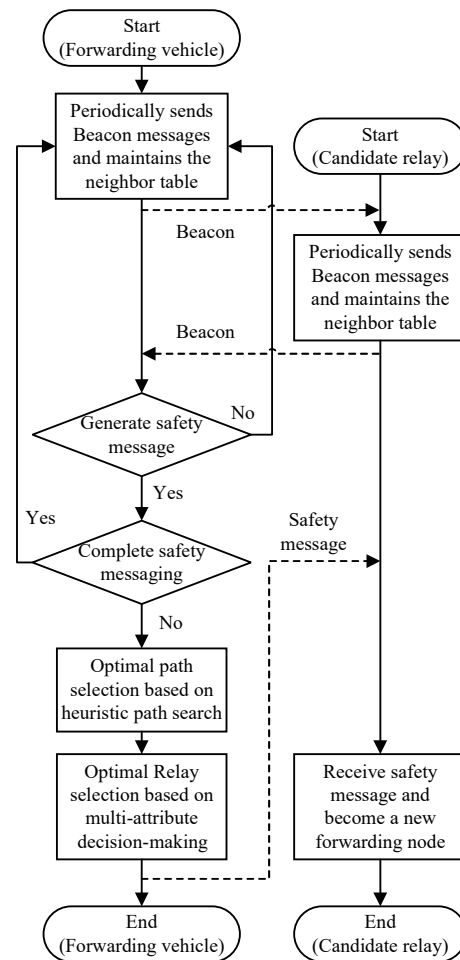 Start
(Forwarding vehicle)
Periodically sends
Beacon messages
and maintains the
neighbor table
Start
(Candidate relay)
Beacon
Periodically sends
Beacon messages
and maintains the
neighbor table
Beacon
No
Generate safety
message
Yes
Yes
Safety
message
Complete safety
messaging
No
Optimal path
selection based on
heuristic path search
Optimal Relay
selection based on
multi-attribute
decision-making
Receive safety
message and
become a new
forwarding node
End
(Forwarding vehicle)
End
(Candidate relay)